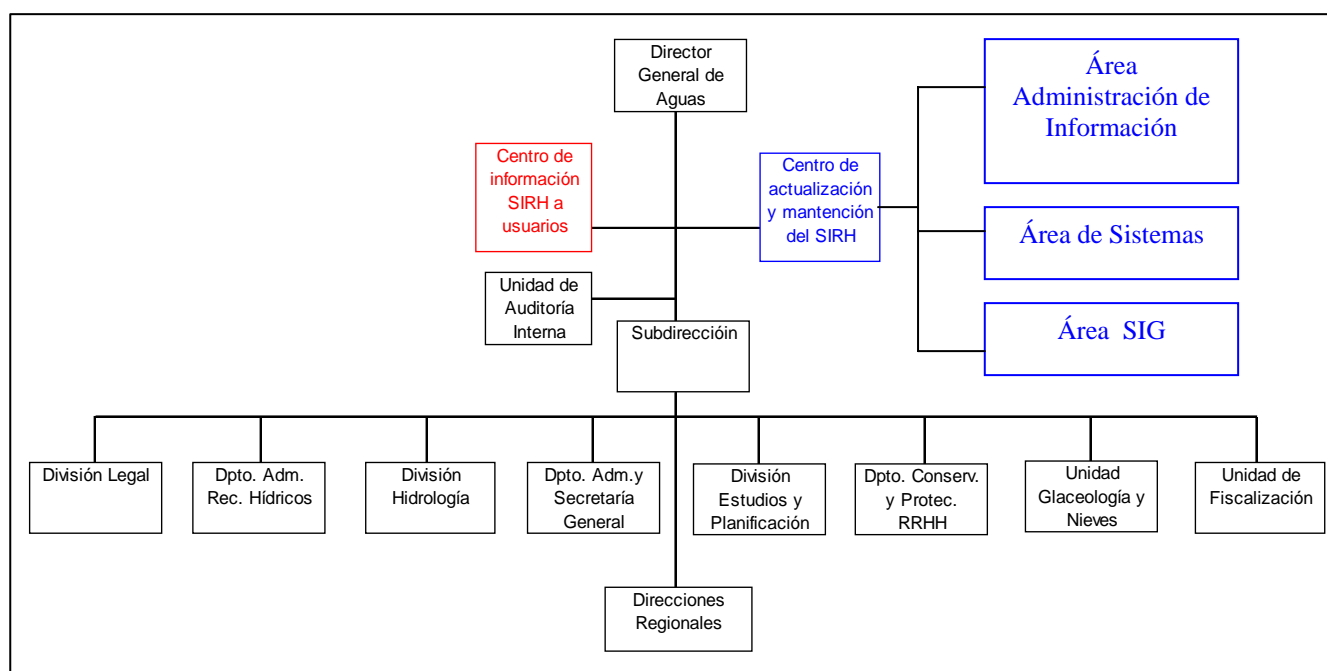 Director
General de
Aguas
Centro de
información
SIRH a
usuarios
Centro de
actualización
y mantención
del SIRH
Área
Administración de
Información
Área de Sistemas
Área SIG
Unidad de
Auditoría
Interna
Subdireccióin
División Legal
Dpto. Adm.
Rec. Hídricos
División
Hidrología
Dpto. Adm.y
Secretaría
General
División
Estudios y
Planificación
Dpto. Conserv.
y Protec.
RRHH
Unidad
Glaceología y
Nieves
Unidad de
Fiscalización
Direcciones
Regionales